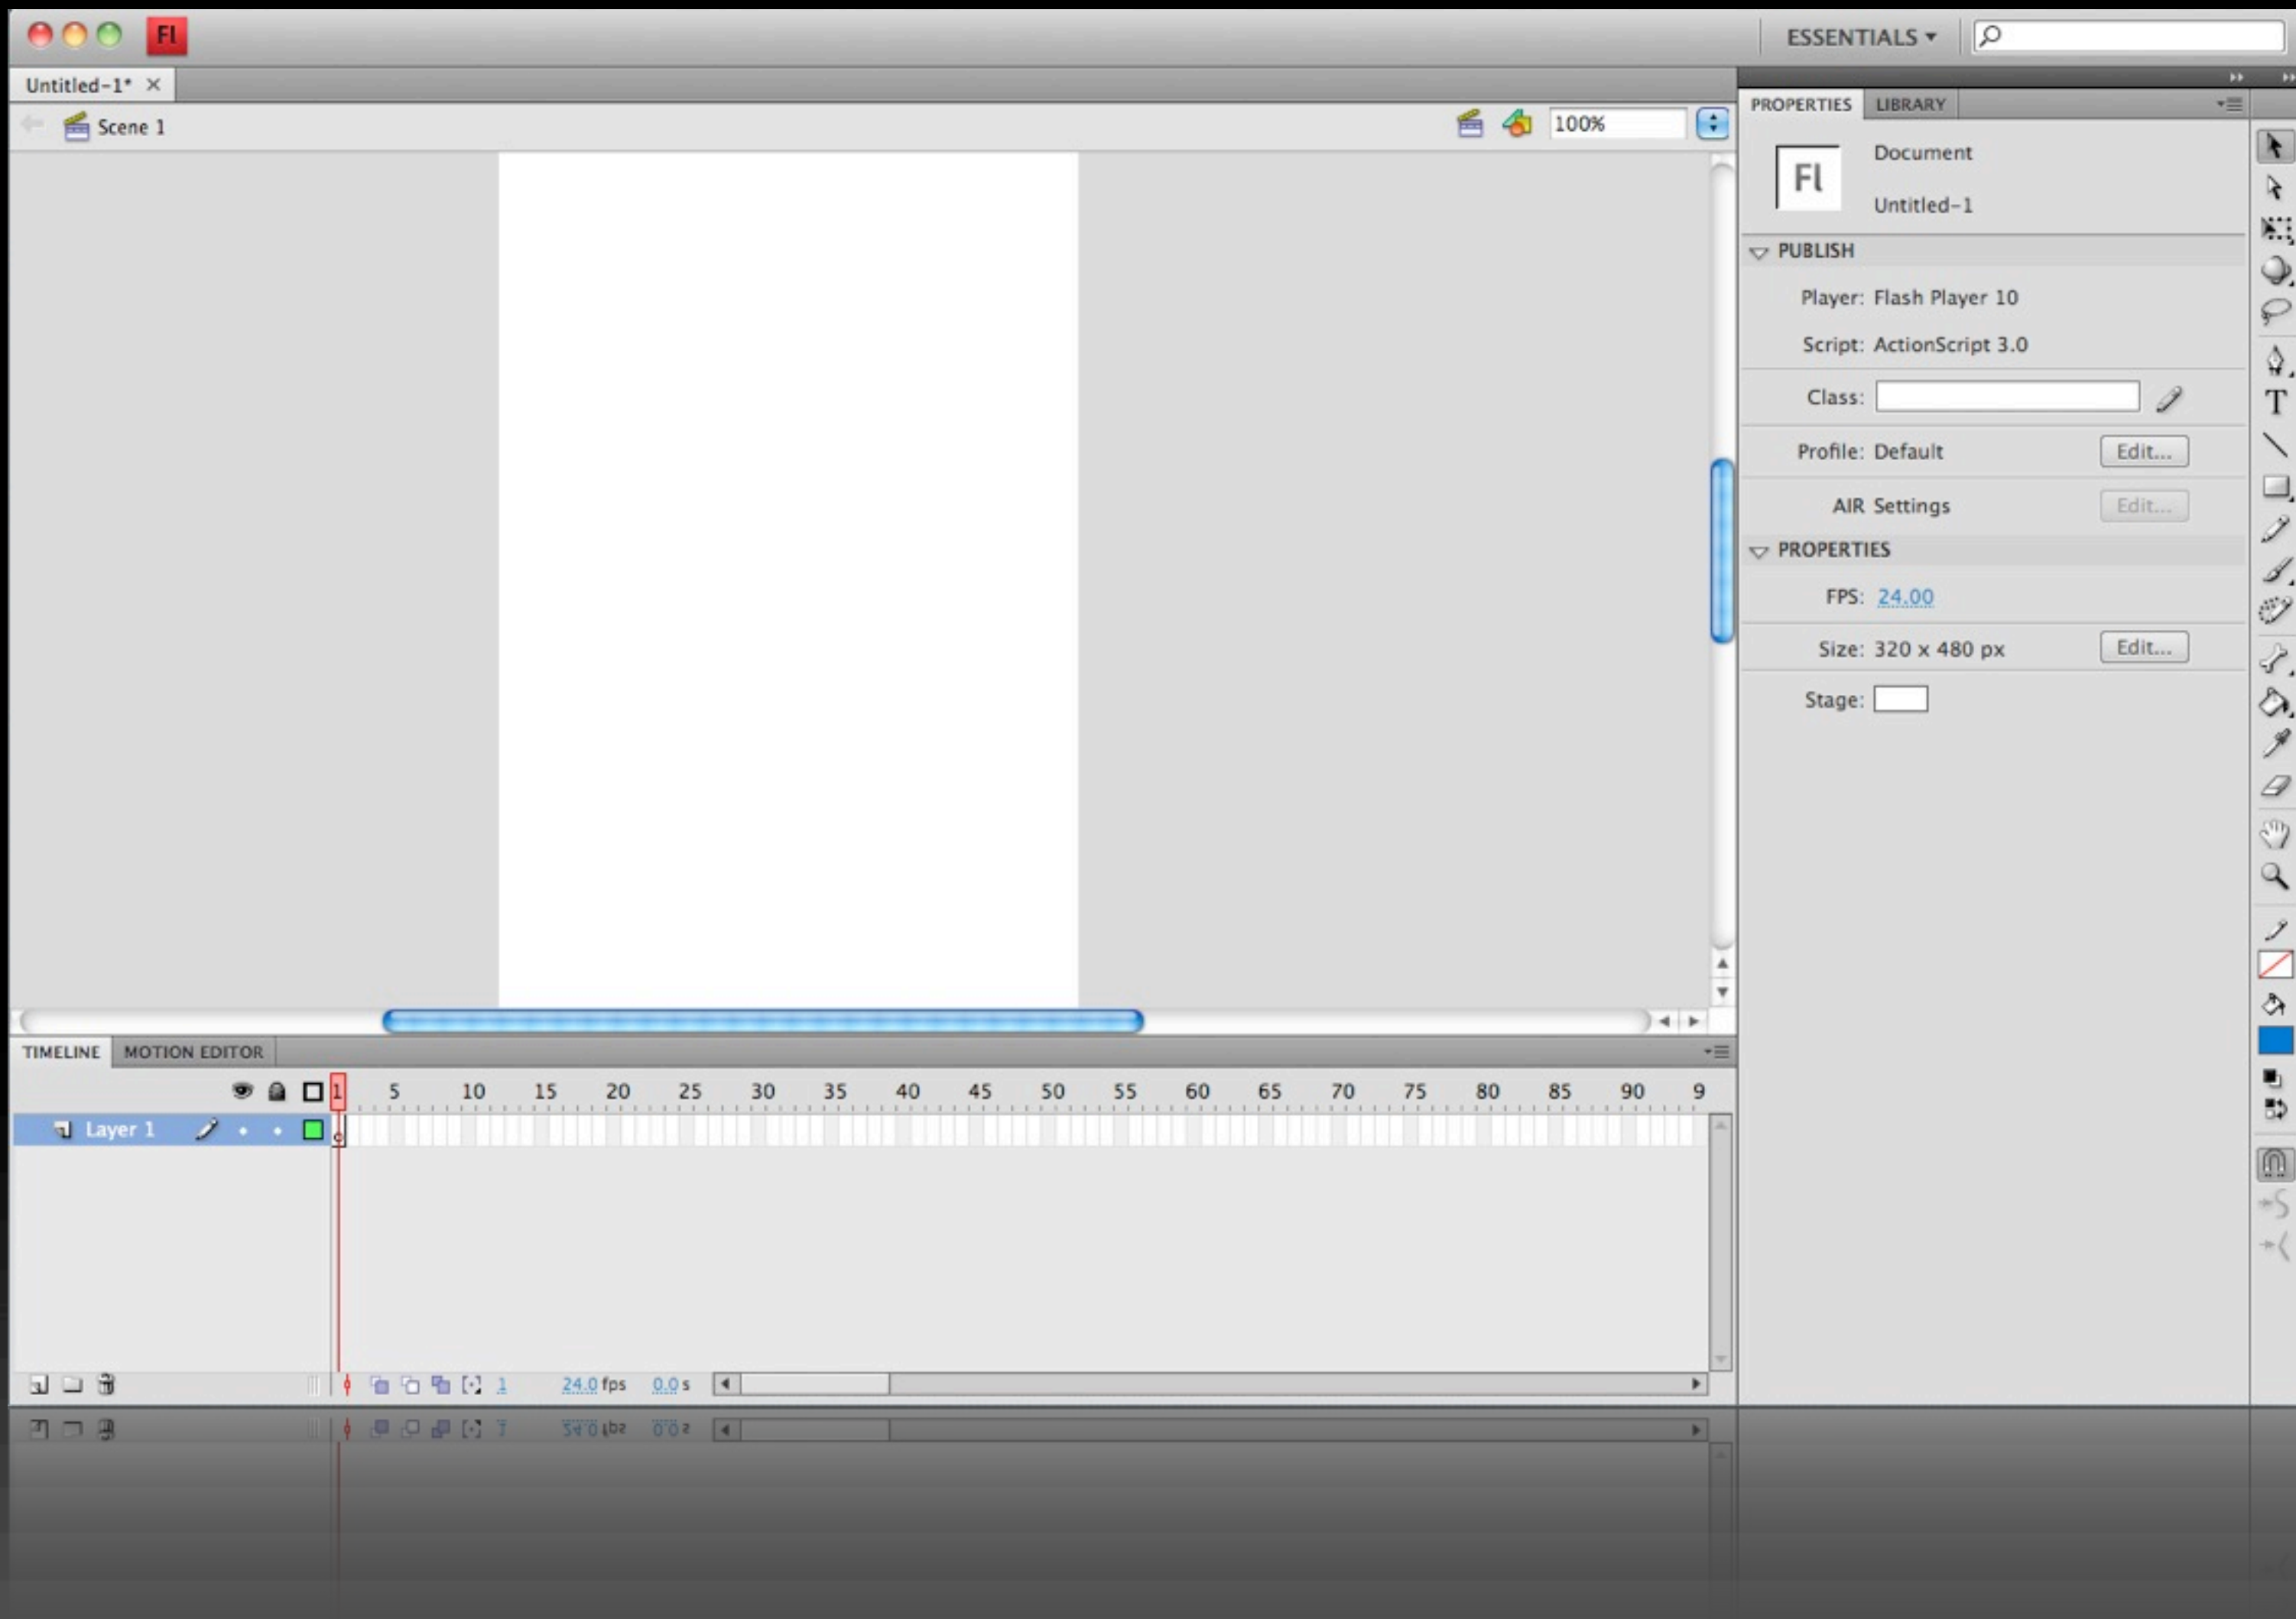 Fl
ESSENTIALS
Untitled-1*
Scene 1
100%
PROPERTIES LIBRARY
Fl
Document
Untitled-1
PUBLISH
Player: Flash Player 10
Script: ActionScript 3.0
Class:
Profile: Default Edit...
AIR Settings Edit...
PROPERTIES
FPS: 24.00
Size: 320 x 480 px Edit...
Stage:
T
TIMELINE MOTION EDITOR
1 5 10 15 20 25 30 35 40 45 50 55 60 65 70 75 80 85 90 9
Layer 1
1 24.0 fps 0.0 s